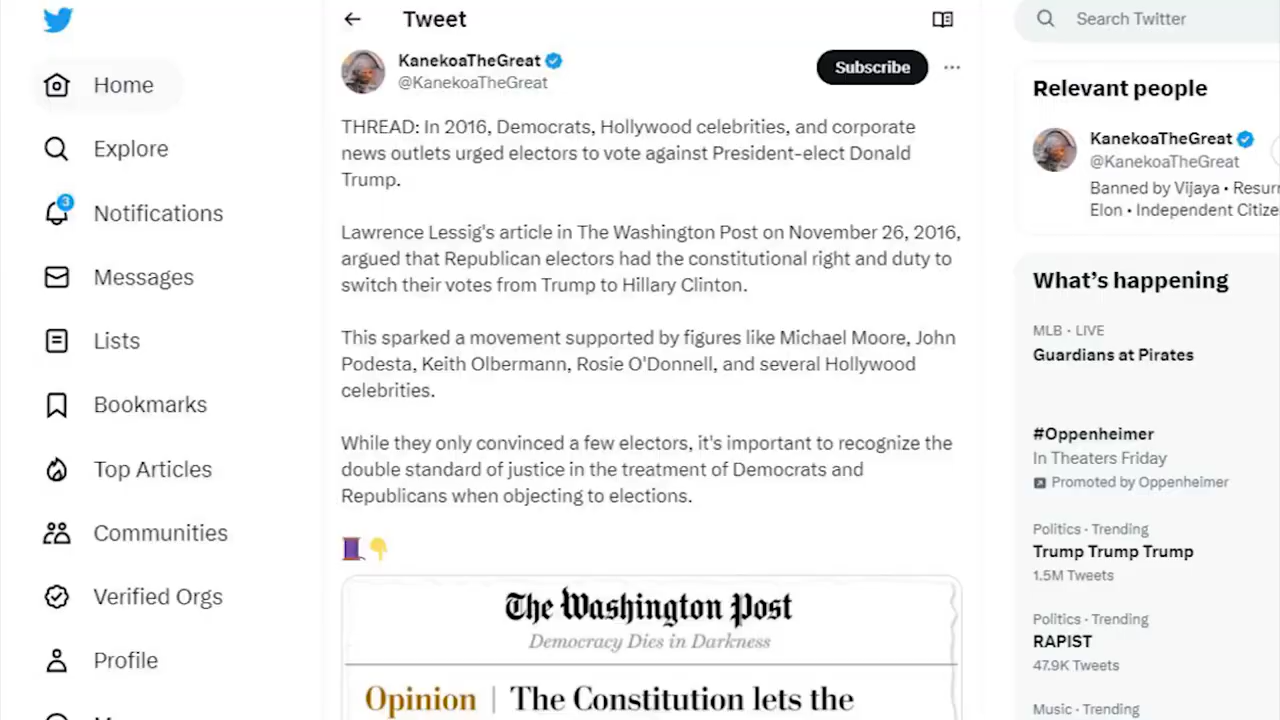 Home
Explore
3
Notifications
Messages
Lists
Bookmarks
Top Articles
Communities
Verified Orgs
Profile
Tweet
KanekoaTheGreat
@KanekoaTheGreat
Subscribe
THREAD: In 2016, Democrats, Hollywood celebrities, and corporate
news outlets urged electors to vote against President-elect Donald
Trump.
Lawrence Lessig's article in The Washington Post on November 26, 2016,
argued that Republican electors had the constitutional right and duty to
switch their votes from Trump to Hillary Clinton.
This sparked a movement supported by figures like Michael Moore, John
Podesta, Keith Olbermann, Rosie O'Donnell, and several Hollywood
celebrities.
While they only convinced a few electors, it's important to recognize the
double standard of justice in the treatment of Democrats and
Republicans when objecting to elections.
The Washington Post
Democracy Dies in Darkness
Opinion | The Constitution lets the
Search Twitter
Relevant people
KanekoaTheGreat
@KanekoaTheGreat
Banned by Vijaya • Resur
Elon • Independent Citize
What's happening
MLB · LIVE
Guardians at Pirates
#Oppenheimer
In Theaters Friday
Promoted by Oppenheimer
Politics · Trending
Trump Trump Trump
1.5M Tweets
Politics · Trending
RAPIST
47.9K Tweets
Music · Trending